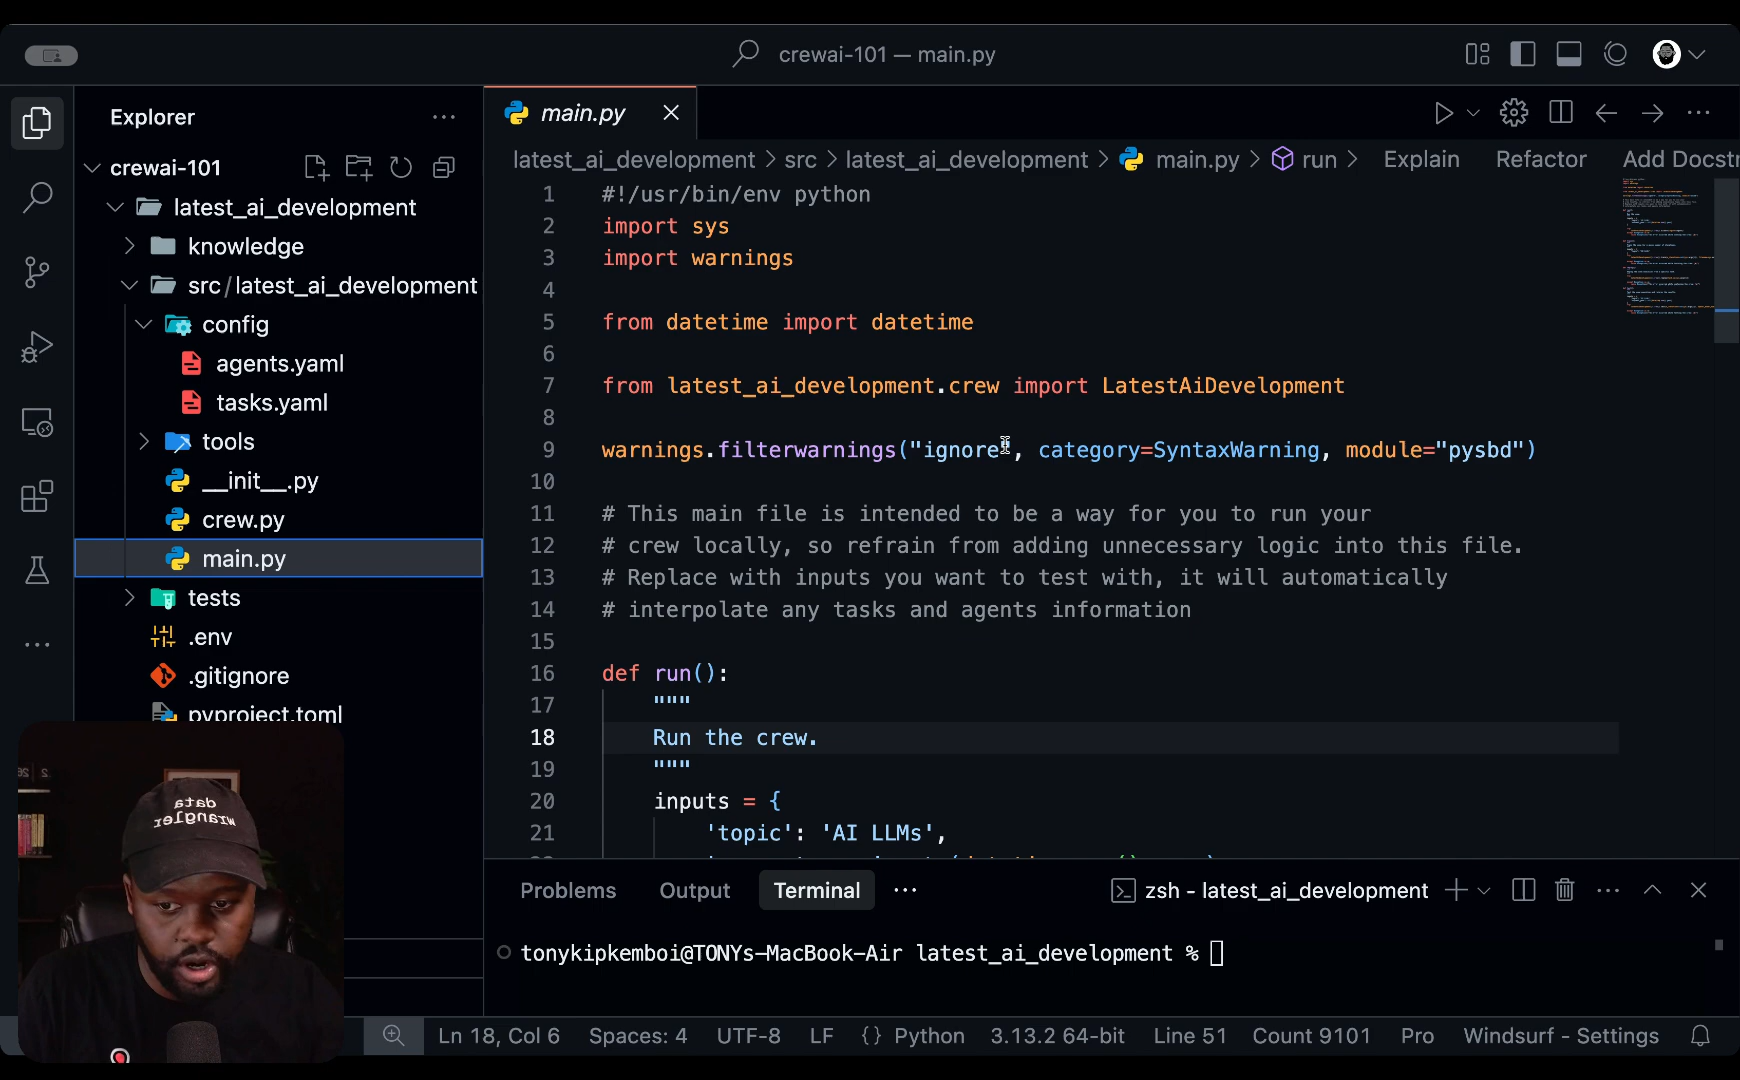 crewai-101 — main.py
Explorer
crewai-101
latest_ai_development
knowledge
src/latest_ai_development
config
agents.yaml
tasks.yaml
tools
__init__.py
crew.py
main.py
tests
.env
.gitignore
pyproject.toml
main.py
latest_ai_development > src > latest_ai_development > main.py > run > Explain Refactor Add Docstr
1 #!/usr/bin/env python
2 import sys
3 import warnings
4
5 from datetime import datetime
6
7 from latest_ai_development.crew import LatestAiDevelopment
8
9 warnings.filterwarnings("ignore", category=SyntaxWarning, module="pysbd")
10
11 # This main file is intended to be a way for you to run your
12 # crew locally, so refrain from adding unnecessary logic into this file.
13 # Replace with inputs you want to test with, it will automatically
14 # interpolate any tasks and agents information
15
16 def run():
17 """
18 Run the crew.
19 """
20 inputs = {
21 'topic': 'AI LLMs',
Problems Output Terminal
zsh - latest_ai_development
tonykipkemboi@TONYs-MacBook-Air latest_ai_development %
data
wrangler
Ln 18, Col 6 Spaces: 4 UTF-8 LF {} Python 3.13.2 64-bit Line 51 Count 9101 Pro Windsurf - Settings